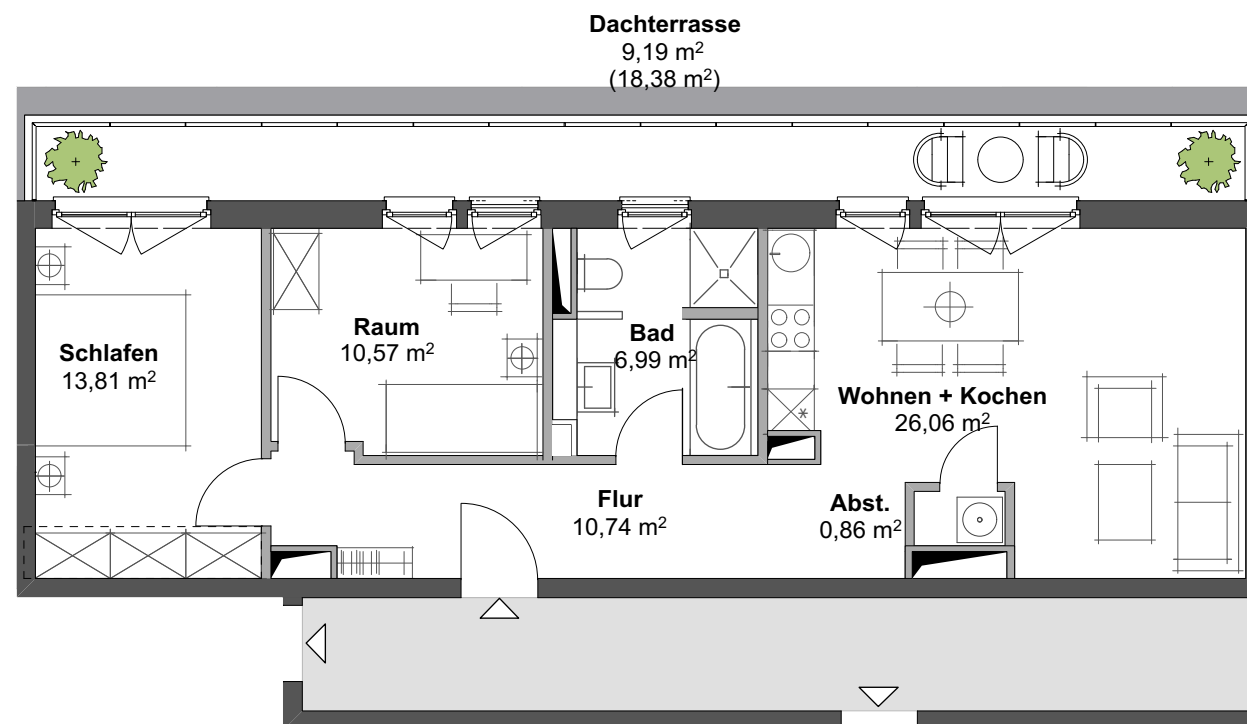 Dachterrasse
9,19 m²
(18,38 m²)
Schlafen
13,81 m²
Raum
10,57 m²
Bad
6,99 m²
Wohnen + Kochen
26,06 m²
Flur
10,74 m²
Abst.
0,86 m²